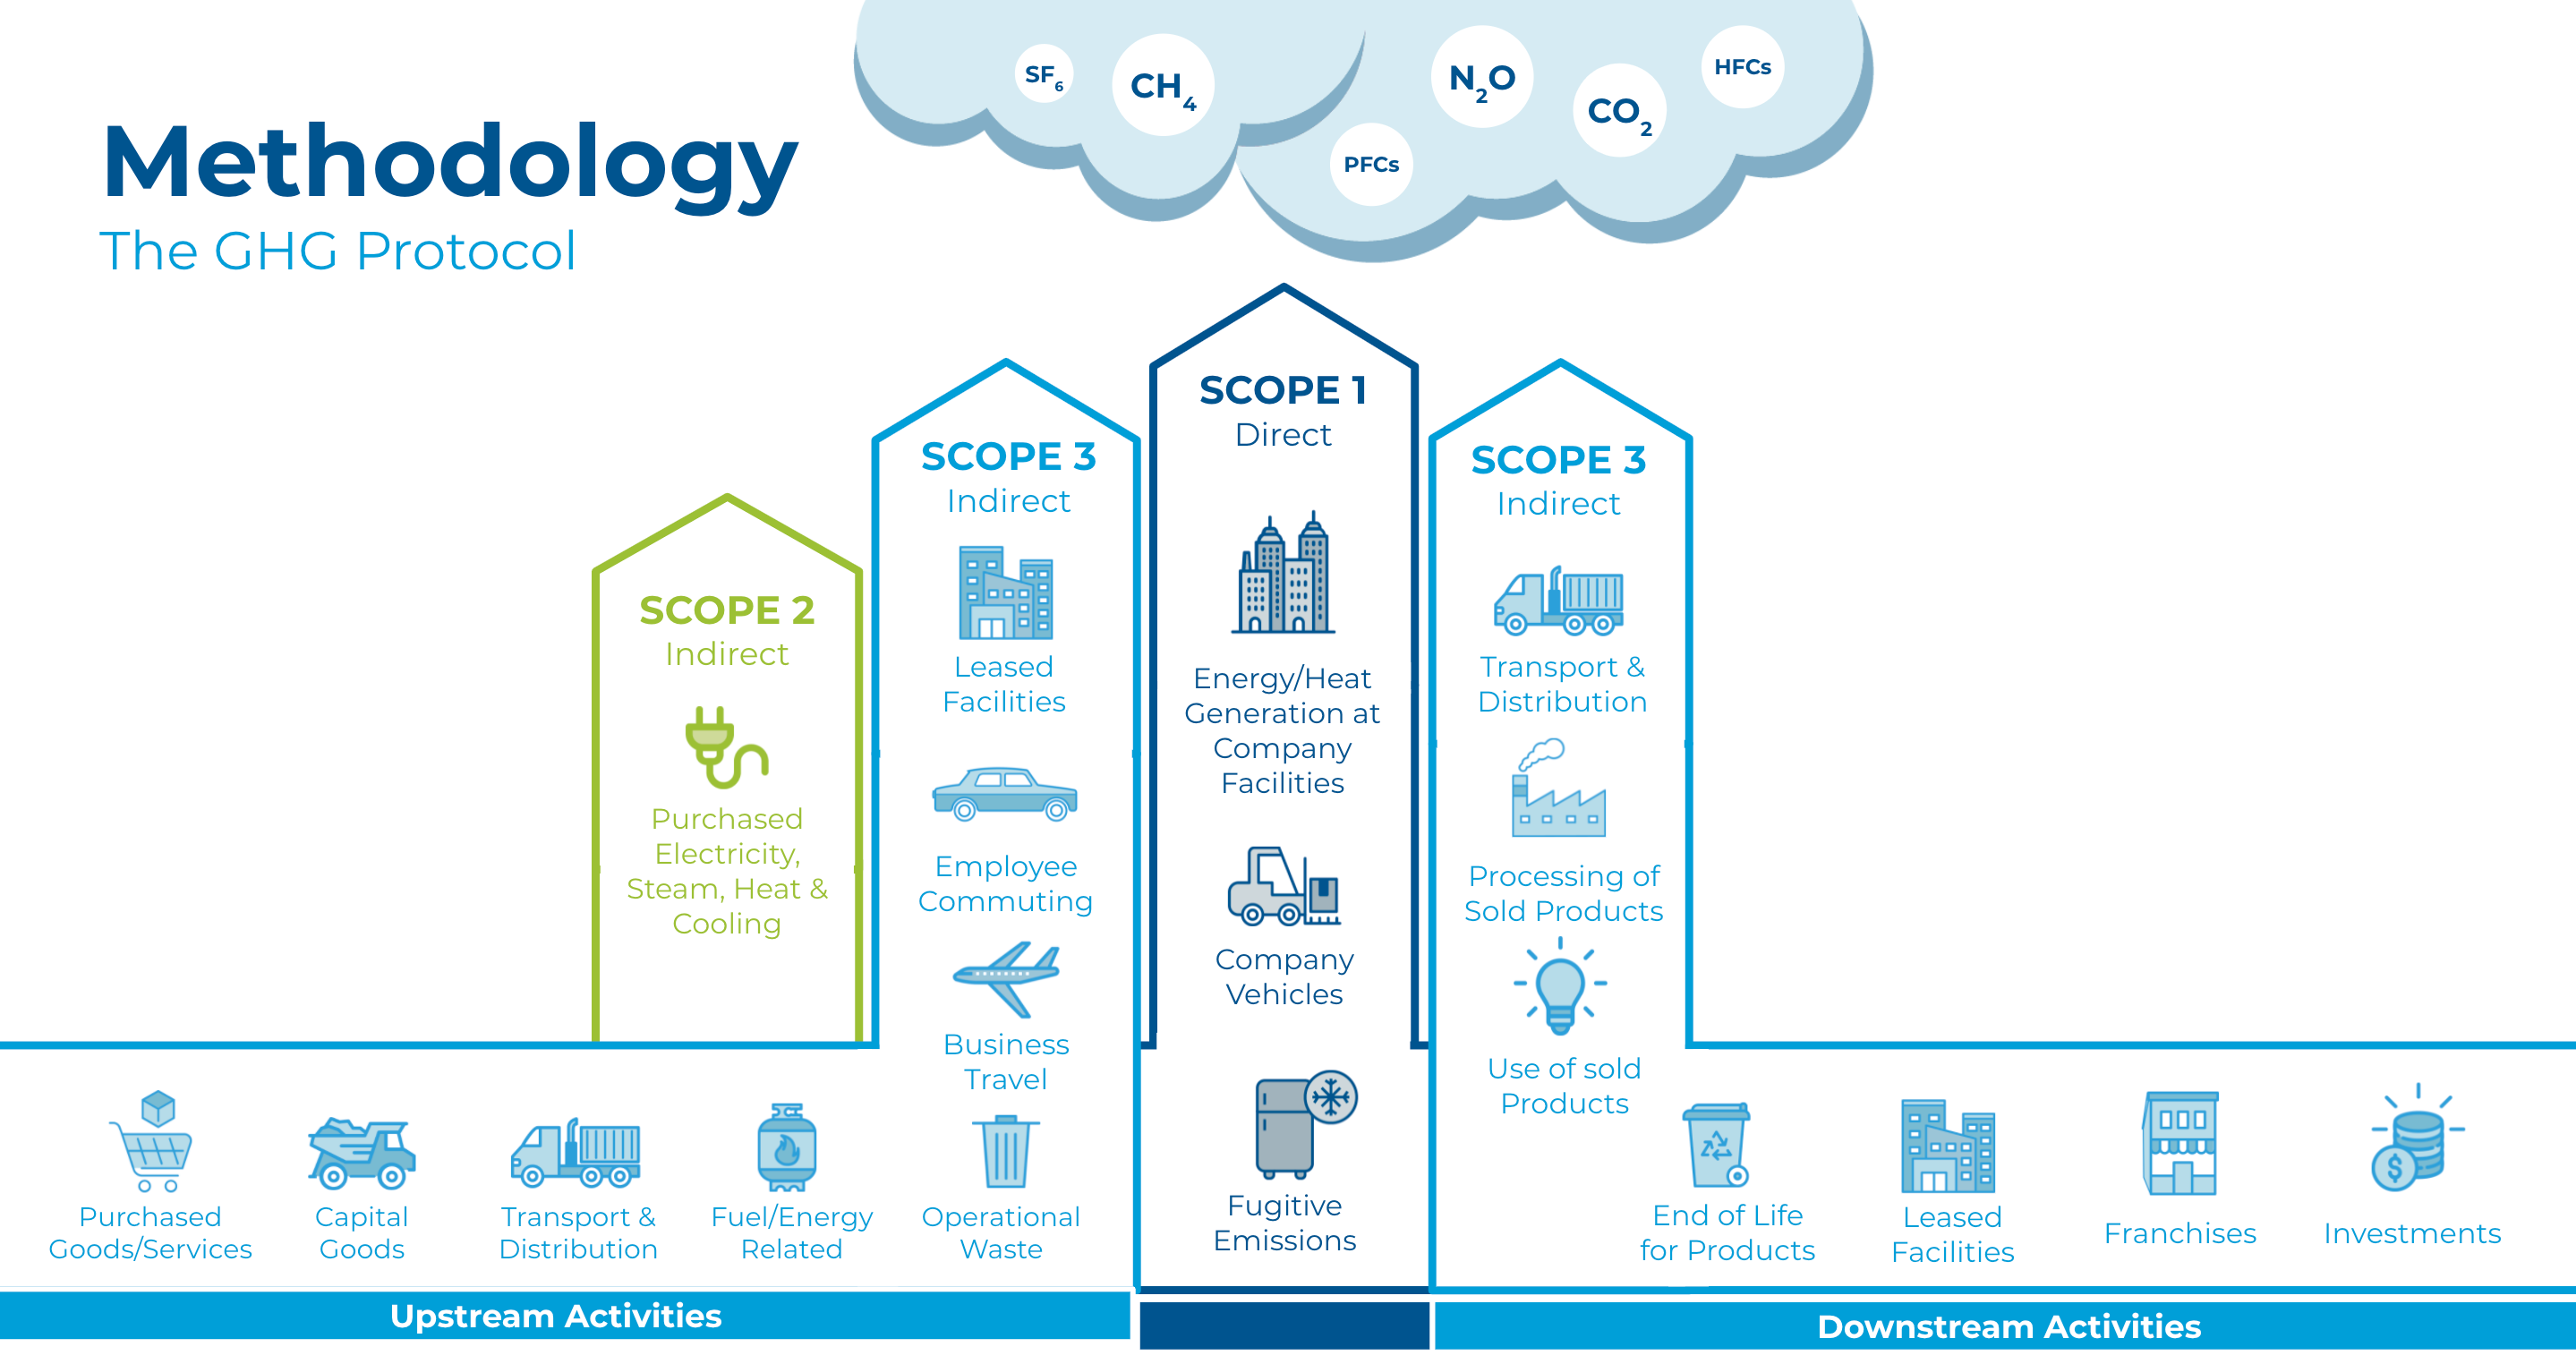 Methodology
The GHG Protocol
SF6
CH4
N2O
CO2
HFCs
PFCs
SCOPE 2
Indirect
Purchased
Electricity,
Steam, Heat &
Cooling
SCOPE 3
Indirect
Leased
Facilities
Employee
Commuting
Business
Travel
Operational
Waste
SCOPE 1
Direct
Energy/Heat
Generation at
Company
Facilities
Company
Vehicles
Fugitive
Emissions
SCOPE 3
Indirect
Transport &
Distribution
Processing of
Sold Products
Use of sold
Products
Purchased
Goods/Services
Capital
Goods
Transport &
Distribution
Fuel/Energy
Related
End of Life
for Products
Leased
Facilities
Franchises
Investments
$
Upstream Activities
Downstream Activities